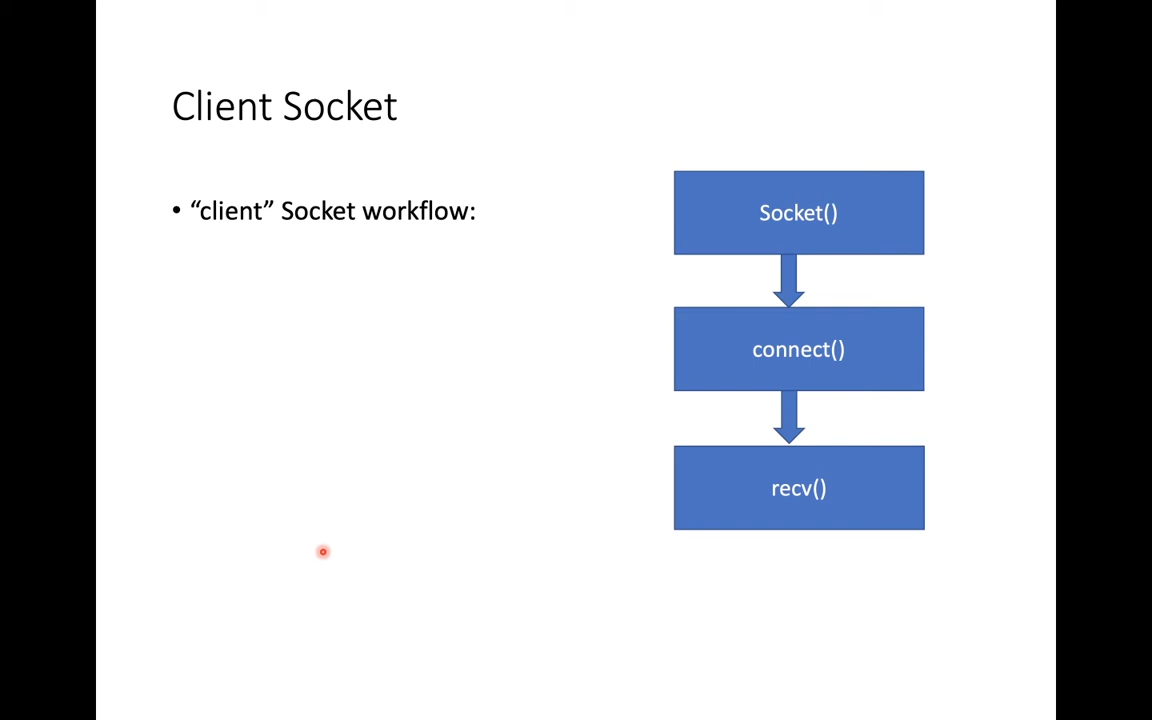 Client Socket
• “client” Socket workflow:
Socket()
connect()
recv()